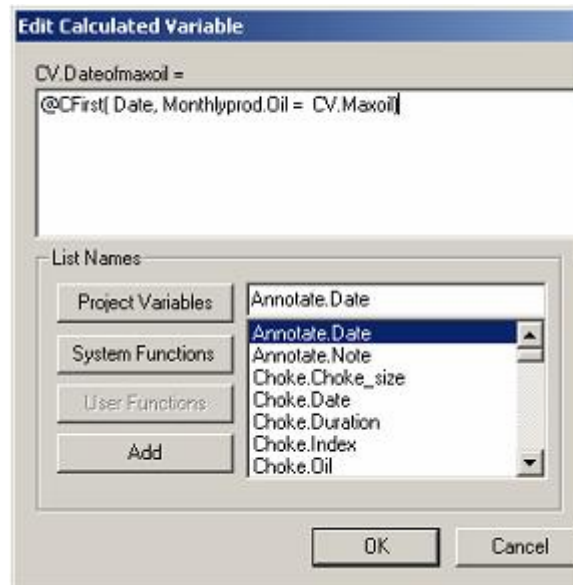 Edit Calculated Variable
CV.Dateofmaxoil =
@CFirst( Date, Monthlyprod.Oil = CV.Maxoil)
List Names
Project Variables
Annotate.Date
System Functions
User Functions
Add
Annotate.Date
Annotate.Note
Choke.Choke_size
Choke.Date
Choke.Duration
Choke.Index
Choke.Oil
OK
Cancel